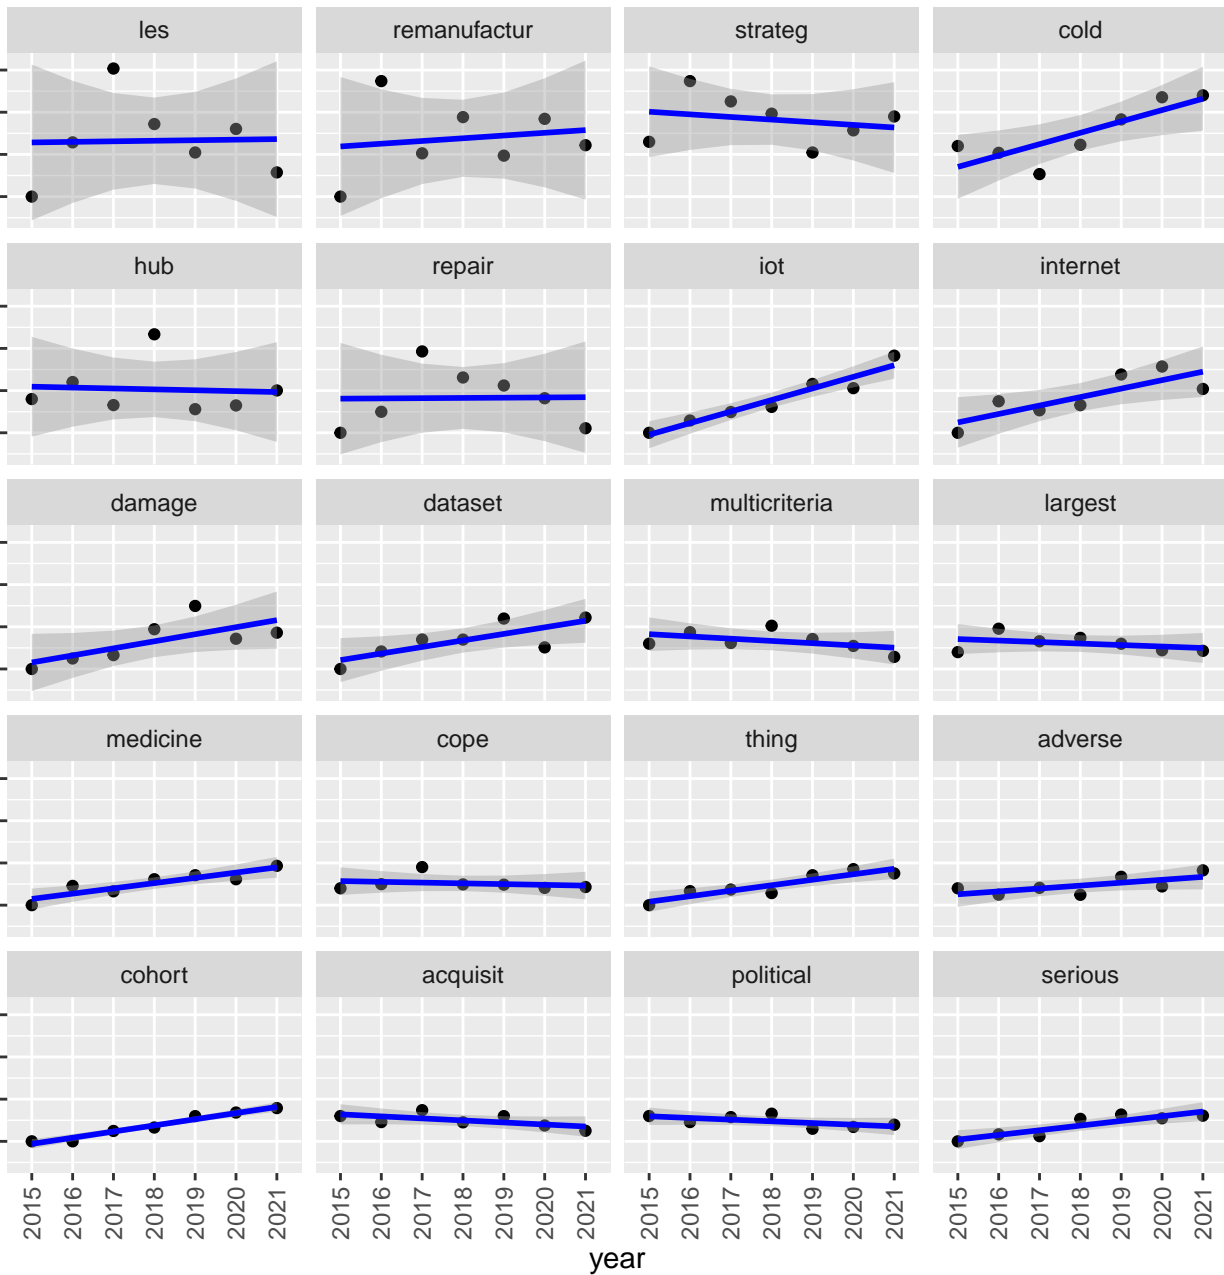 les remanufactur strateg cold
hub repair iot internet
damage dataset multicriteria largest
medicine cope thing adverse
cohort acquisit political serious
2015 2016 2017 2018 2019 2020 2021 2015 2016 2017 2018 2019 2020 2021 2015 2016 2017 2018 2019 2020 2021 2015 2016 2017 2018 2019 2020 2021
year